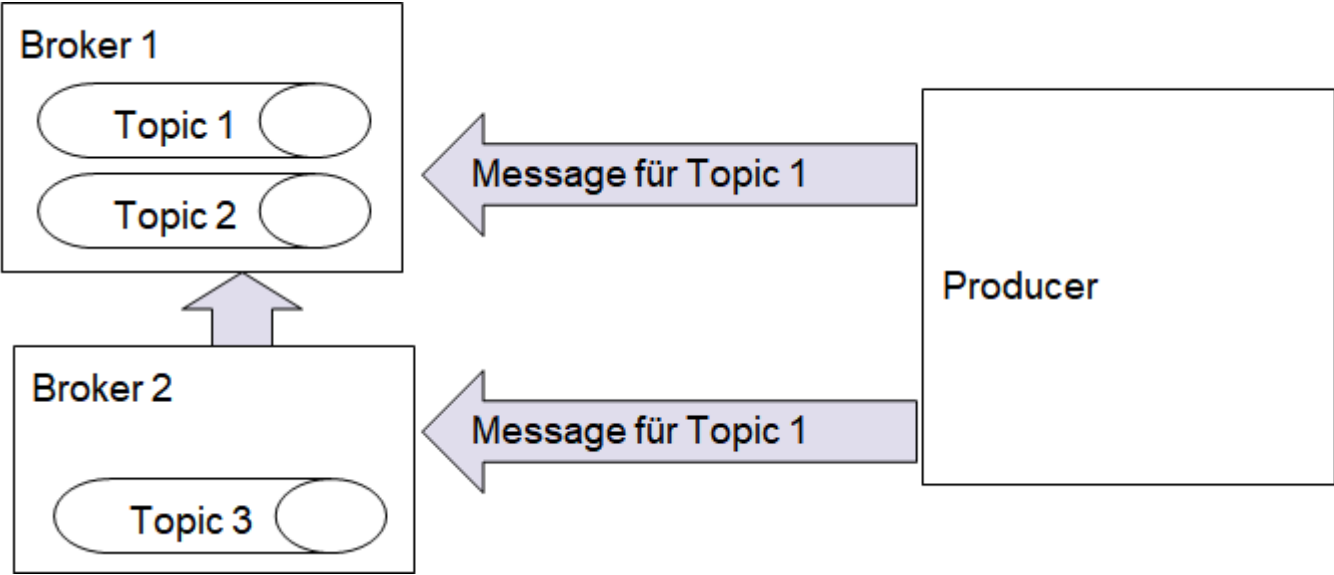 Broker 1
Topic 1
Topic 2
Message für Topic 1
Producer
Broker 2
Message für Topic 1
Topic 3